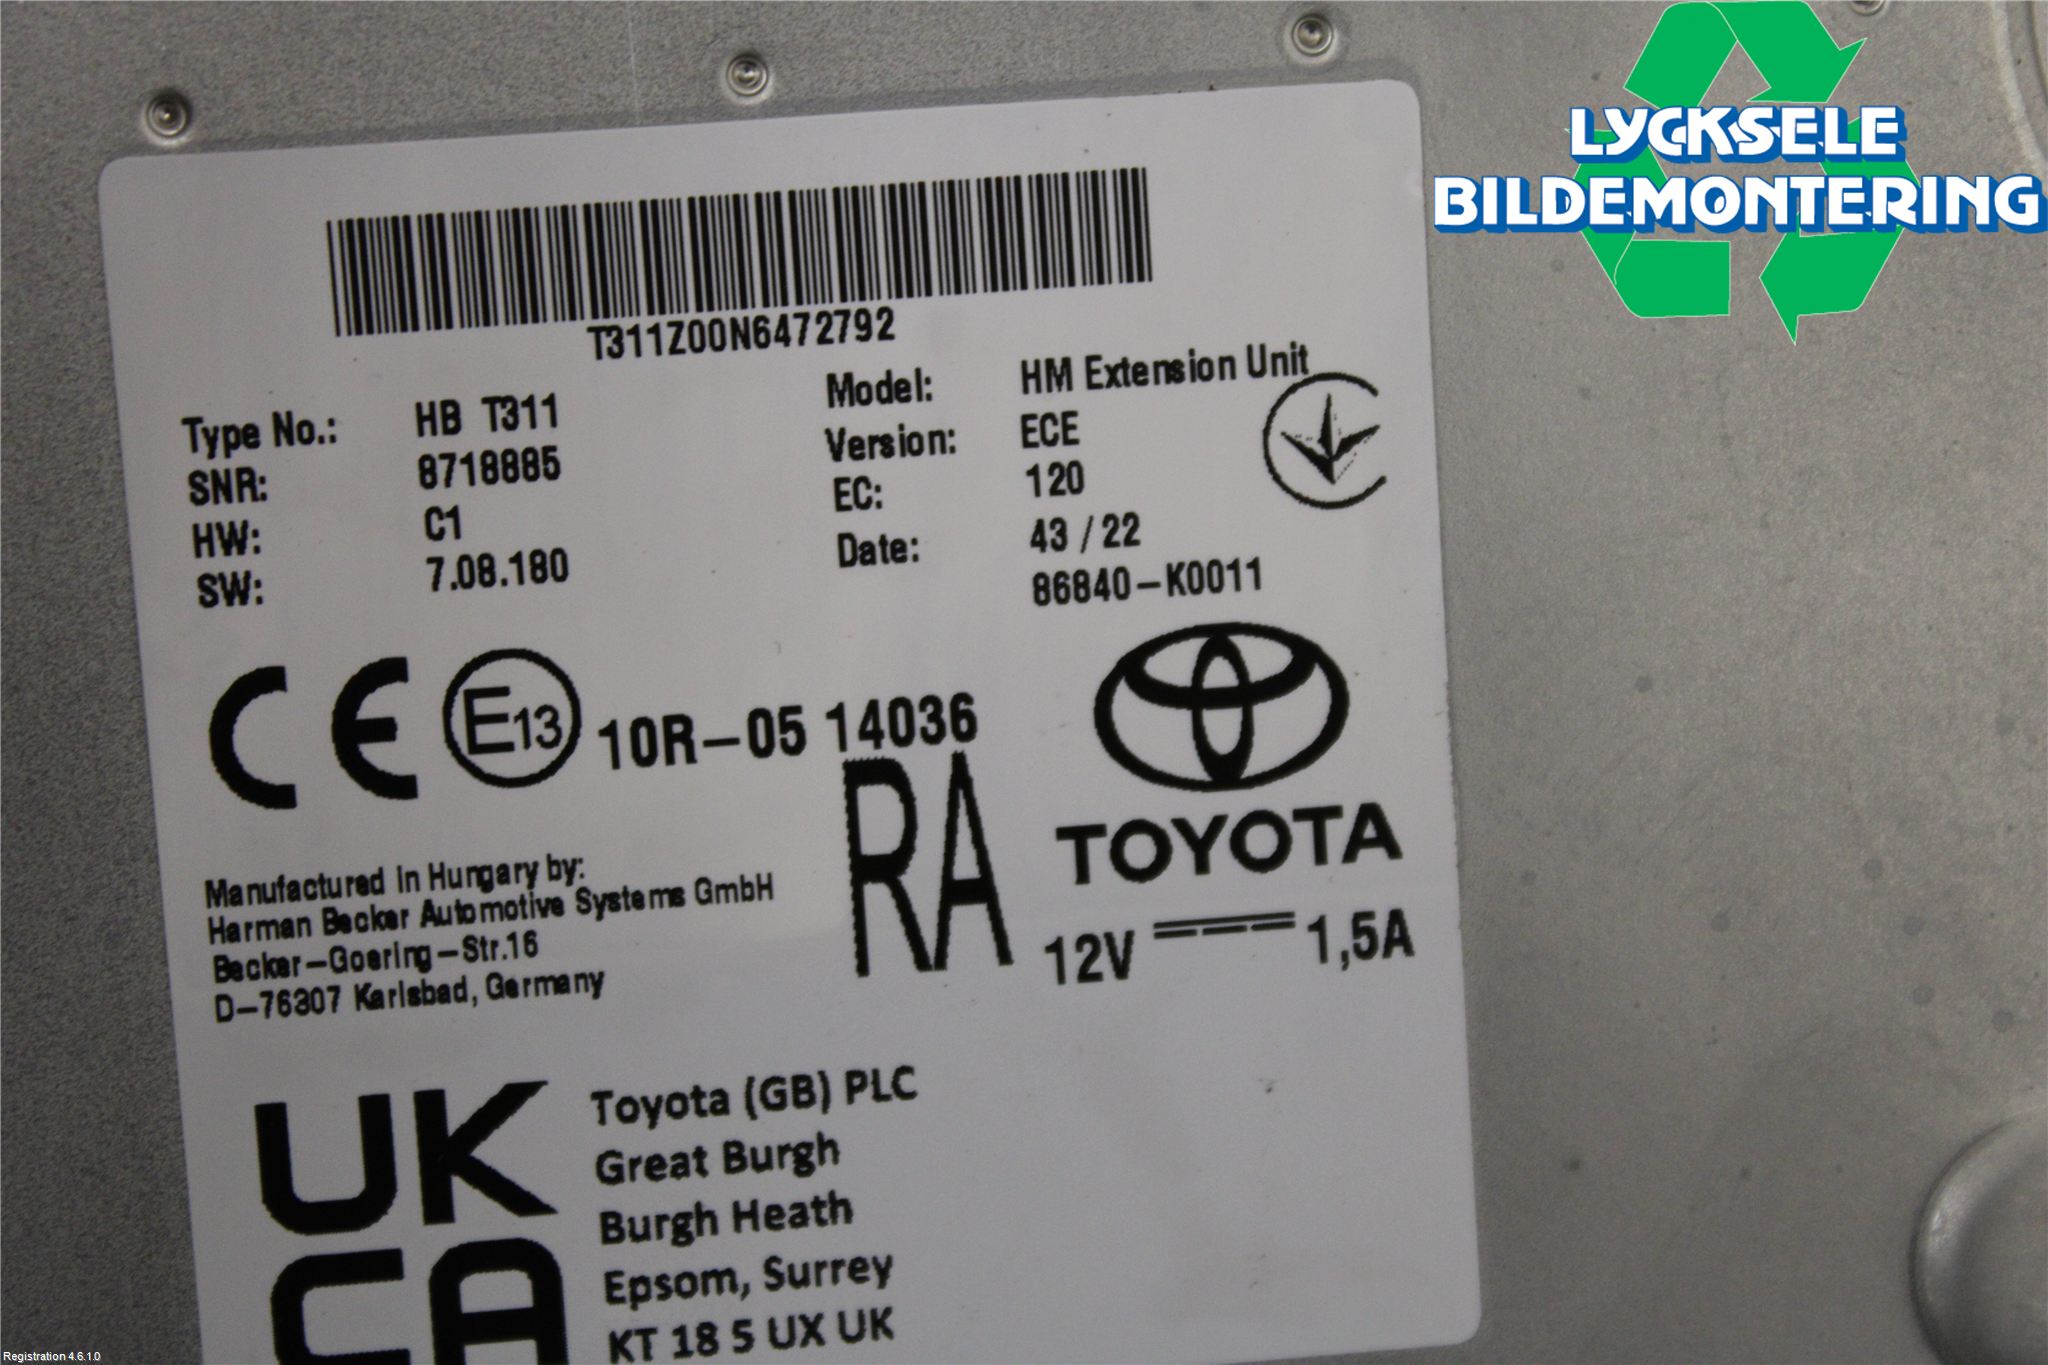 LYCKSELE
BILDEMONTERING
T311Z00N6472792
Type No.: HB T311
SNR: 8718885
HW: C1
SW: 7.08.180
Model: HM Extension Unit
Version: ECE
EC: 120
Date: 43 / 22
86840-K0011
CE E13 10R-05 14036
RA
TOYOTA
12V 1,5A
Manufactured in Hungary by:
Harman Becker Automotive Systems GmbH
Becker-Goering-Str.16
D-76307 Karlsbad, Germany
UK
CA
Toyota (GB) PLC
Great Burgh
Burgh Heath
Epsom, Surrey
KT 18 5 UX UK
Registration 4.6.1.0